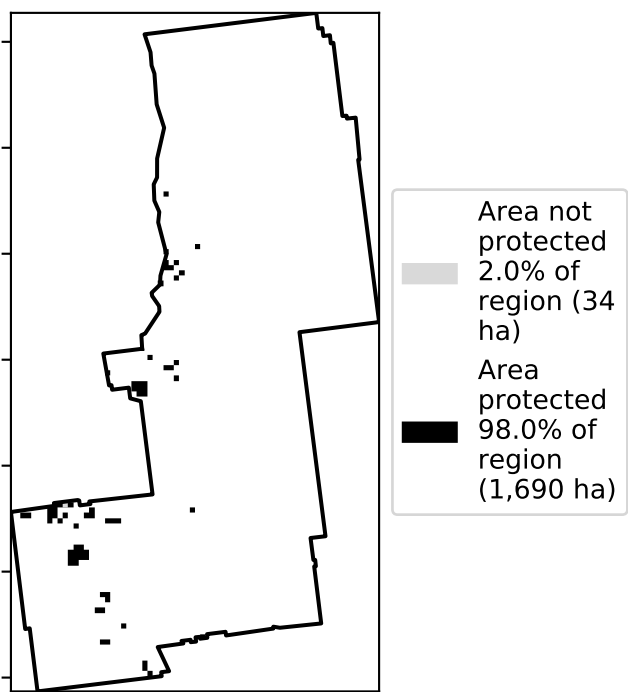 Area not
protected
2.0% of
region (34
ha)
Area
protected
98.0% of
region
(1,690 ha)